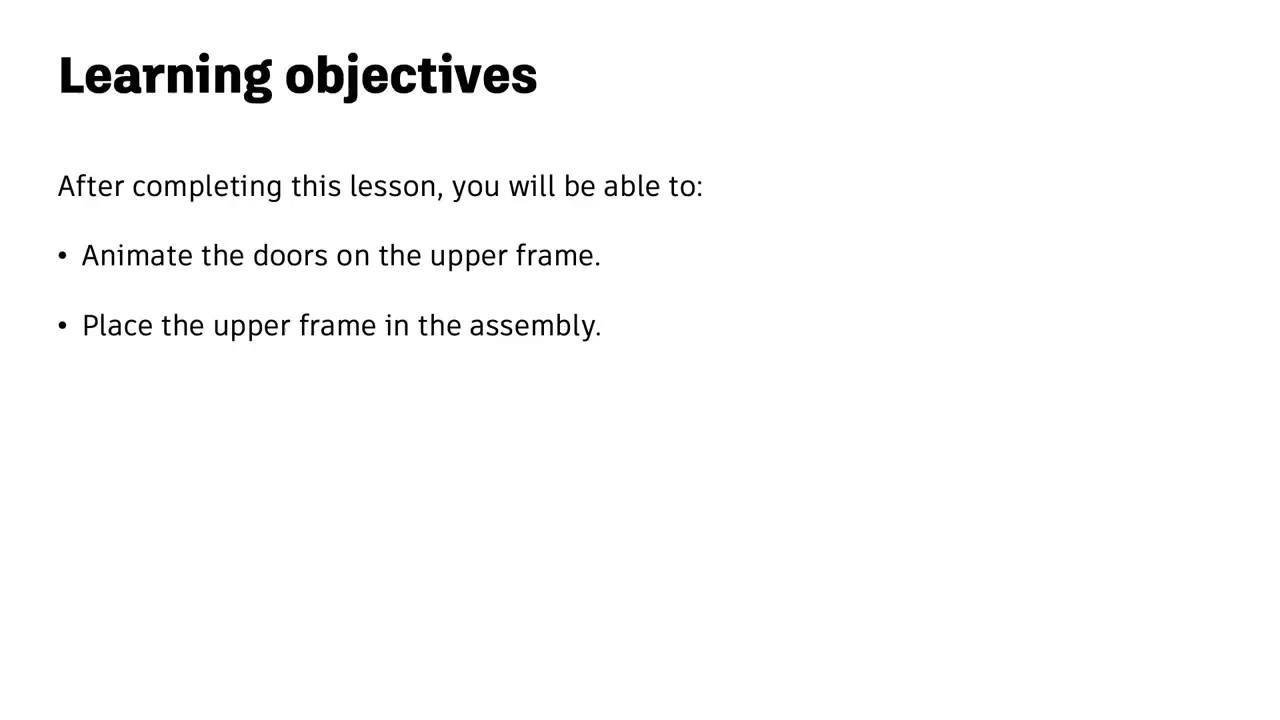 Learning objectives
After completing this lesson, you will be able to:
• Animate the doors on the upper frame.
• Place the upper frame in the assembly.